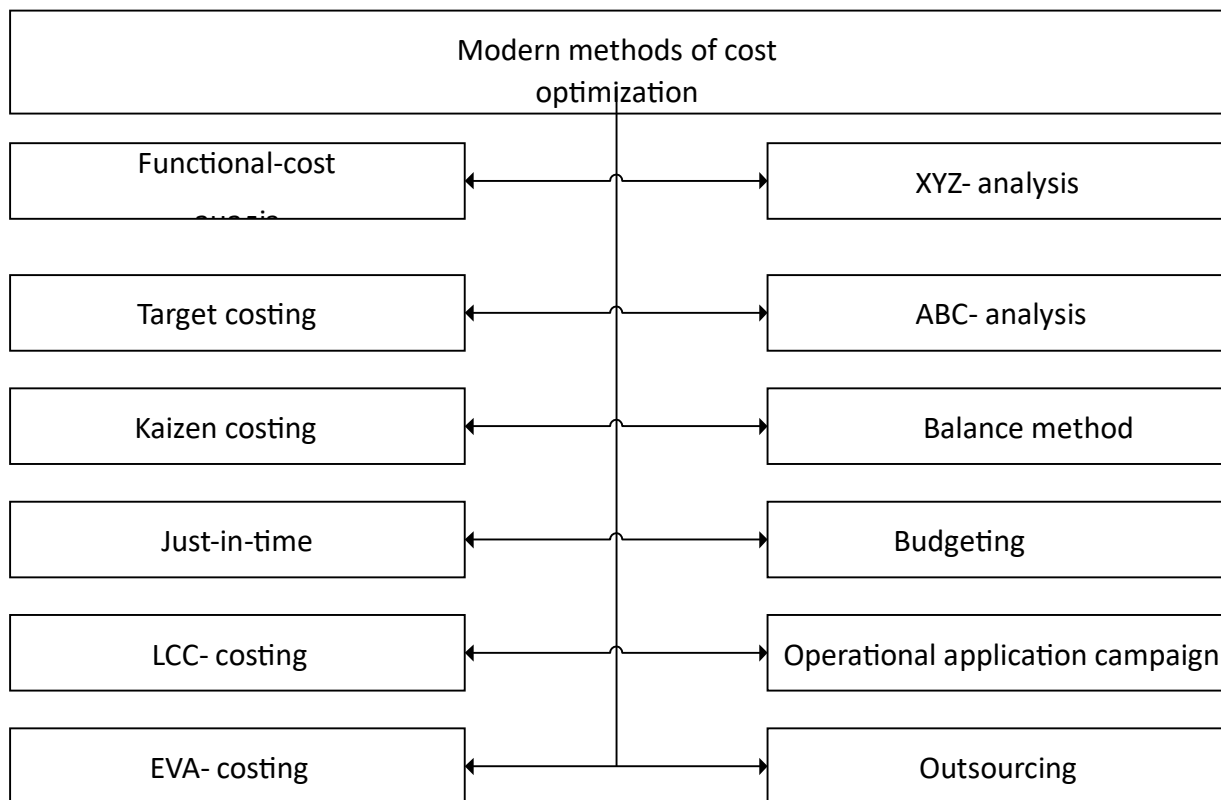 Modern methods of cost
optimization
Functional-cost
XYZ- analysis
Target costing
ABC- analysis
Kaizen costing
Balance method
Just-in-time
Budgeting
LCC- costing
Operational application campaign
EVA- costing
Outsourcing